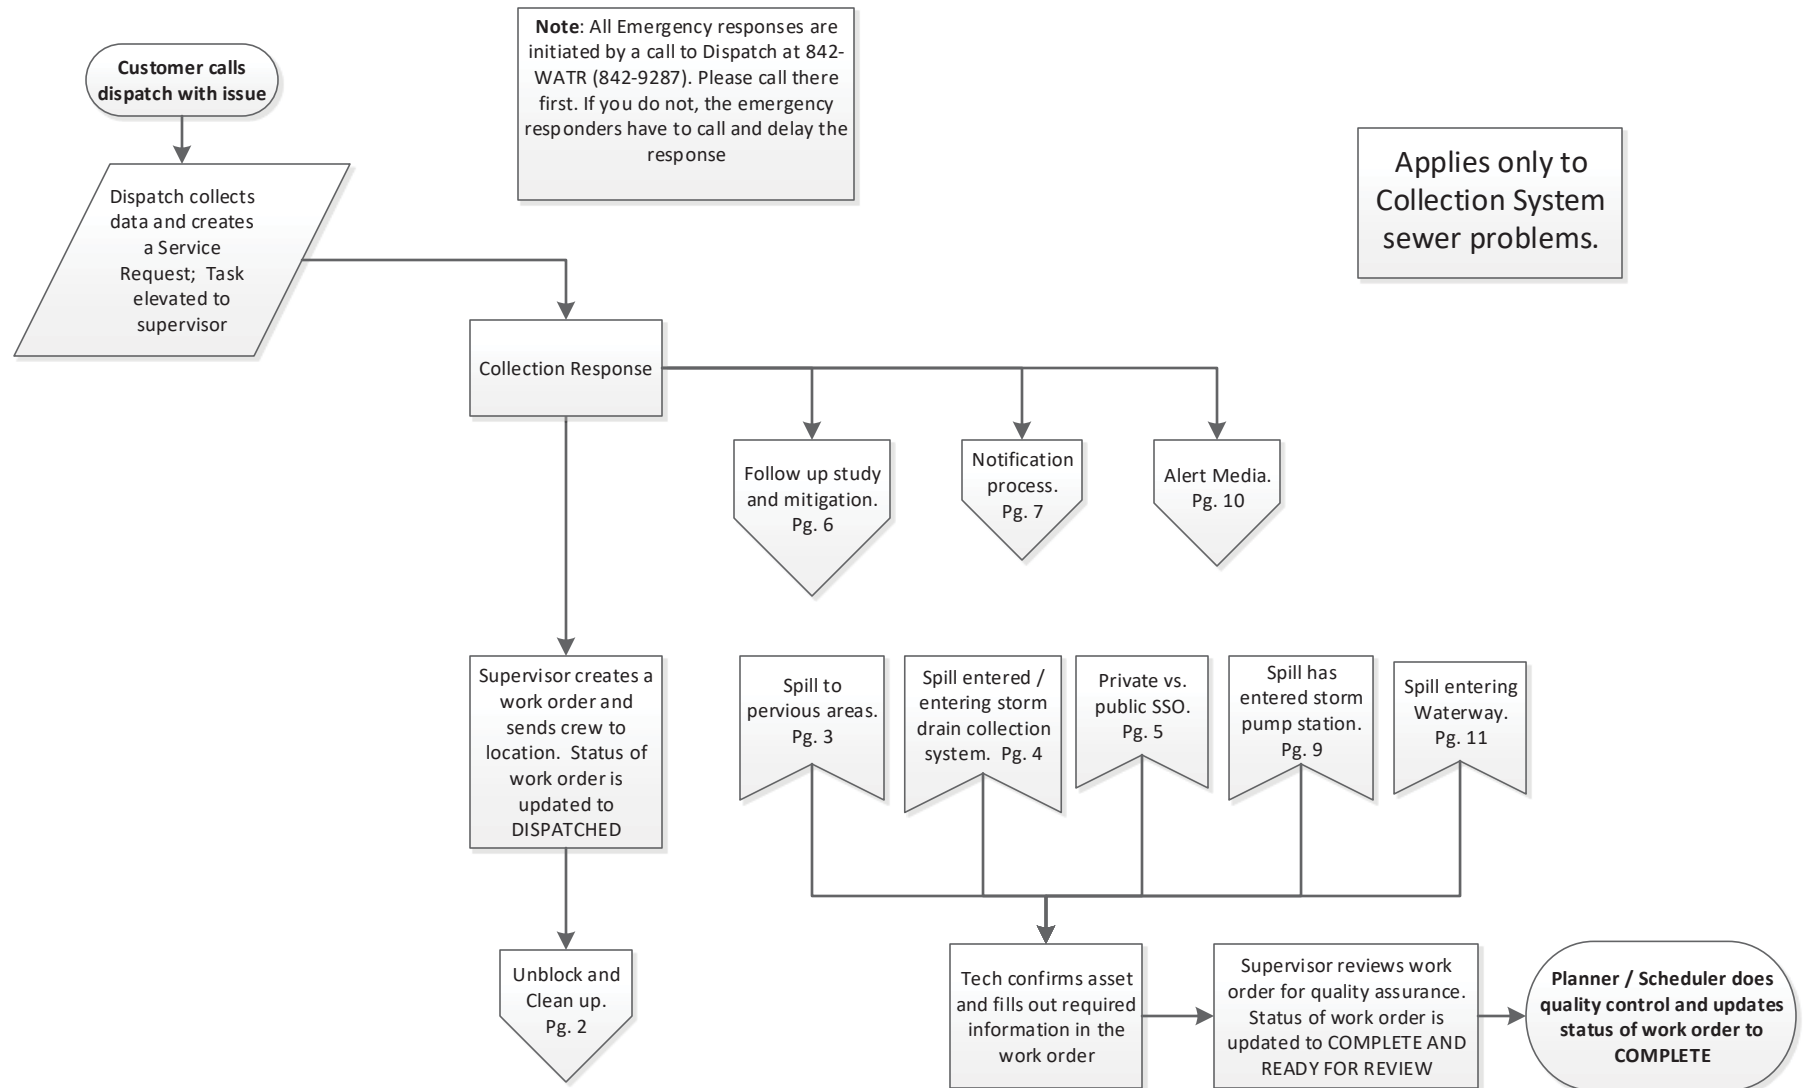 Customer calls
dispatch with issue
Note: All Emergency responses are
initiated by a call to Dispatch at 842-
WATR (842-9287). Please call there
first. If you do not, the emergency
responders have to call and delay the
response
Applies only to
Collection System
sewer problems.
Dispatch collects
data and creates
a Service
Request; Task
elevated to
supervisor
Collection Response
Follow up study
and mitigation.
Pg. 6
Notification
process.
Pg. 7
Alert Media.
Pg. 10
Supervisor creates a
work order and
sends crew to
location. Status of
work order is
updated to
DISPATCHED
Spill to
pervious areas.
Pg. 3
Spill entered /
entering storm
drain collection
system. Pg. 4
Private vs.
public SSO.
Pg. 5
Spill has
entered storm
pump station.
Pg. 9
Spill entering
Waterway.
Pg. 11
Unblock and
Clean up.
Pg. 2
Tech confirms asset
and fills out required
information in the
work order
Supervisor reviews work
order for quality assurance.
Status of work order is
updated to COMPLETE AND
READY FOR REVIEW
Planner / Scheduler does
quality control and updates
status of work order to
COMPLETE